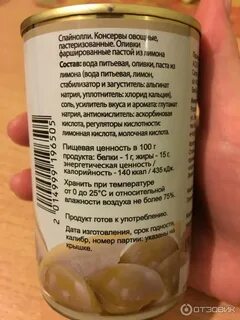 Спайнолли. Консервы овощные,
пастеризованные. Оливки
фаршированные пастой из лимона
Состав:
(вода питьевая, оливки, паста из
лимона (вода питьевая, лимон,
стабилизатор и загуститель: альгинат
натрия, уплотнитель: хлорид кальция),
соль, усилитель вкуса и аромата: глутамат
натрия, антиокислитель: аскорбиновая
кислота, регуляторы кислотности:
лимонная кислота, молочная кислота.
Пищевая ценность в 100 г
продукта: белки - 1 г, жиры - 15 г,
энергетическая ценность /
калорийность - 140 ккал / 435 кДж.
Хранить при температуре
от 0 до 25°С и относительной
влажности воздуха не более 75%.
Продукт готов к употреблению.
Дата изготовления, срок годности,
калибр, номер партии: указаны на
крышке.
2 014999 196505
ОТЗОВИК